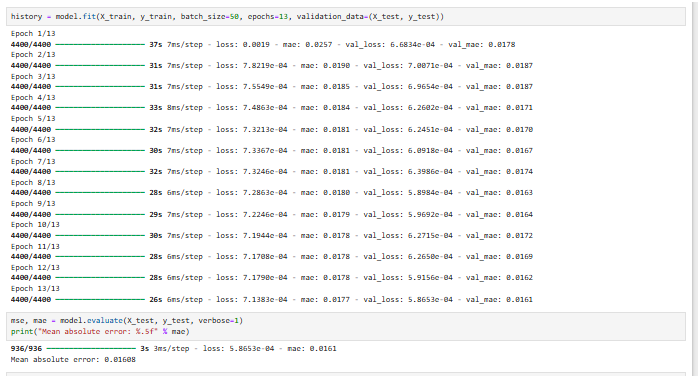 history = model.fit(X_train, y_train, batch_size=50, epochs=13, validation_data=(X_test, y_test))
Epoch 1/13
4400/4400 37s 7ms/step - loss: 0.0019 - mae: 0.0257 - val_loss: 6.6834e-04 - val_mae: 0.0178
Epoch 2/13
4400/4400 31s 7ms/step - loss: 7.8219e-04 - mae: 0.0190 - val_loss: 7.0071e-04 - val_mae: 0.0187
Epoch 3/13
4400/4400 31s 7ms/step - loss: 7.5549e-04 - mae: 0.0185 - val_loss: 6.9654e-04 - val_mae: 0.0187
Epoch 4/13
4400/4400 33s 8ms/step - loss: 7.4863e-04 - mae: 0.0184 - val_loss: 6.2602e-04 - val_mae: 0.0171
Epoch 5/13
4400/4400 32s 7ms/step - loss: 7.3213e-04 - mae: 0.0181 - val_loss: 6.2451e-04 - val_mae: 0.0170
Epoch 6/13
4400/4400 30s 7ms/step - loss: 7.3367e-04 - mae: 0.0181 - val_loss: 6.0918e-04 - val_mae: 0.0167
Epoch 7/13
4400/4400 32s 7ms/step - loss: 7.3246e-04 - mae: 0.0181 - val_loss: 6.3986e-04 - val_mae: 0.0174
Epoch 8/13
4400/4400 28s 6ms/step - loss: 7.2863e-04 - mae: 0.0180 - val_loss: 5.8984e-04 - val_mae: 0.0163
Epoch 9/13
4400/4400 29s 7ms/step - loss: 7.2246e-04 - mae: 0.0179 - val_loss: 5.9692e-04 - val_mae: 0.0164
Epoch 10/13
4400/4400 30s 7ms/step - loss: 7.1944e-04 - mae: 0.0178 - val_loss: 6.2715e-04 - val_mae: 0.0172
Epoch 11/13
4400/4400 28s 6ms/step - loss: 7.1708e-04 - mae: 0.0178 - val_loss: 6.2650e-04 - val_mae: 0.0169
Epoch 12/13
4400/4400 28s 6ms/step - loss: 7.1790e-04 - mae: 0.0178 - val_loss: 5.9156e-04 - val_mae: 0.0162
Epoch 13/13
4400/4400 26s 6ms/step - loss: 7.1383e-04 - mae: 0.0177 - val_loss: 5.8653e-04 - val_mae: 0.0161
mse, mae = model.evaluate(X_test, y_test, verbose=1)
print("Mean absolute error: %.5f" % mae)
936/936 3s 3ms/step - loss: 5.8653e-04 - mae: 0.0161
Mean absolute error: 0.01608